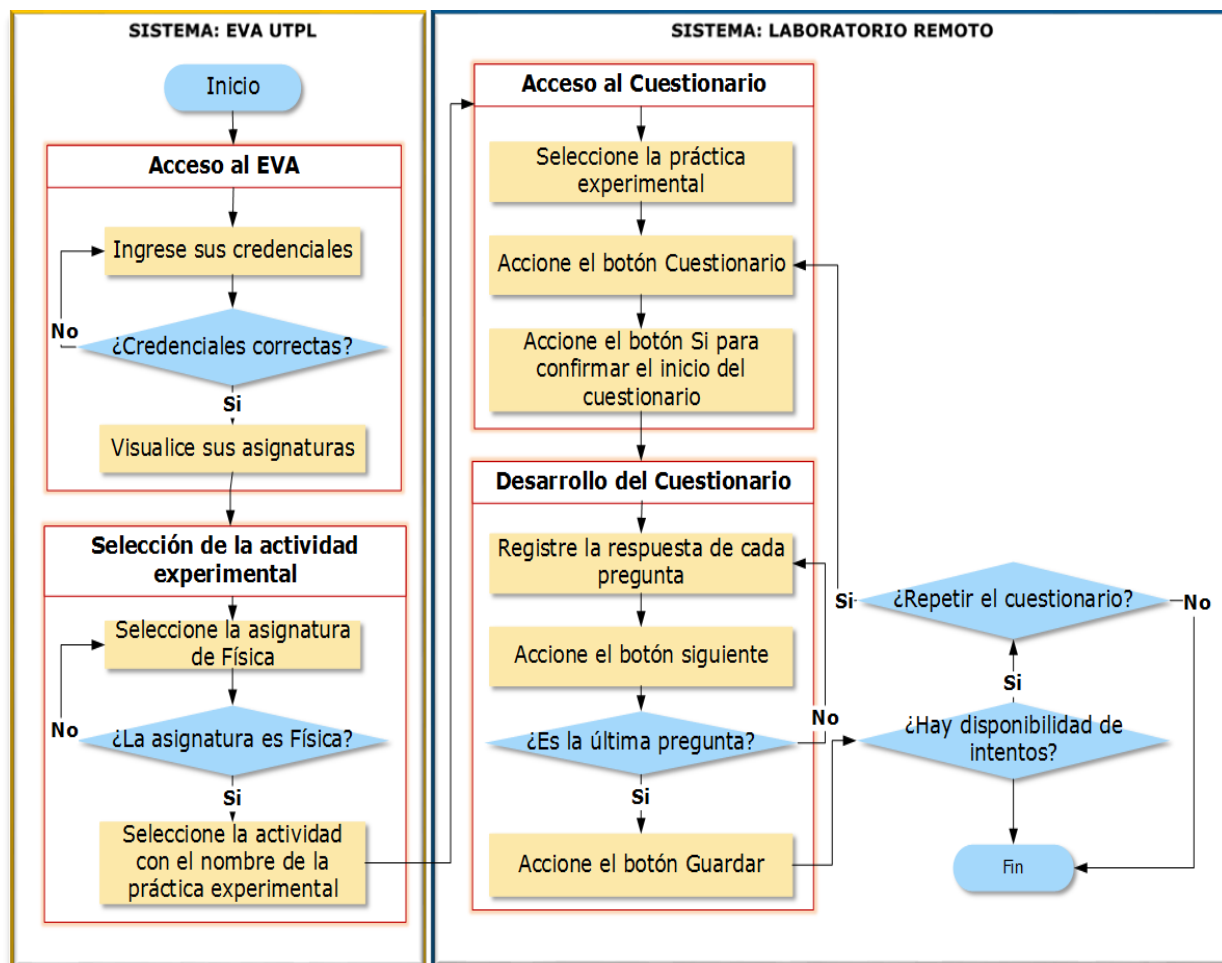 SISTEMA: EVA UTPL
Inicio
Acceso al EVA
Ingrese sus credenciales
¿Credenciales correctas?
No
Si
Visualice sus asignaturas
Selección de la actividad
experimental
Seleccione la asignatura
de Física
¿La asignatura es Física?
No
Si
Seleccione la actividad
con el nombre de la
práctica experimental
SISTEMA: LABORATORIO REMOTO
Acceso al Cuestionario
Seleccione la práctica
experimental
Accione el botón Cuestionario
Accione el botón Si para
confirmar el inicio del
cuestionario
Desarrollo del Cuestionario
Registre la respuesta de cada
pregunta
Accione el botón siguiente
¿Es la última pregunta?
No
Si
Accione el botón Guardar
¿Hay disponibilidad de
intentos?
Si
¿Repetir el cuestionario?
Si
No
Fin